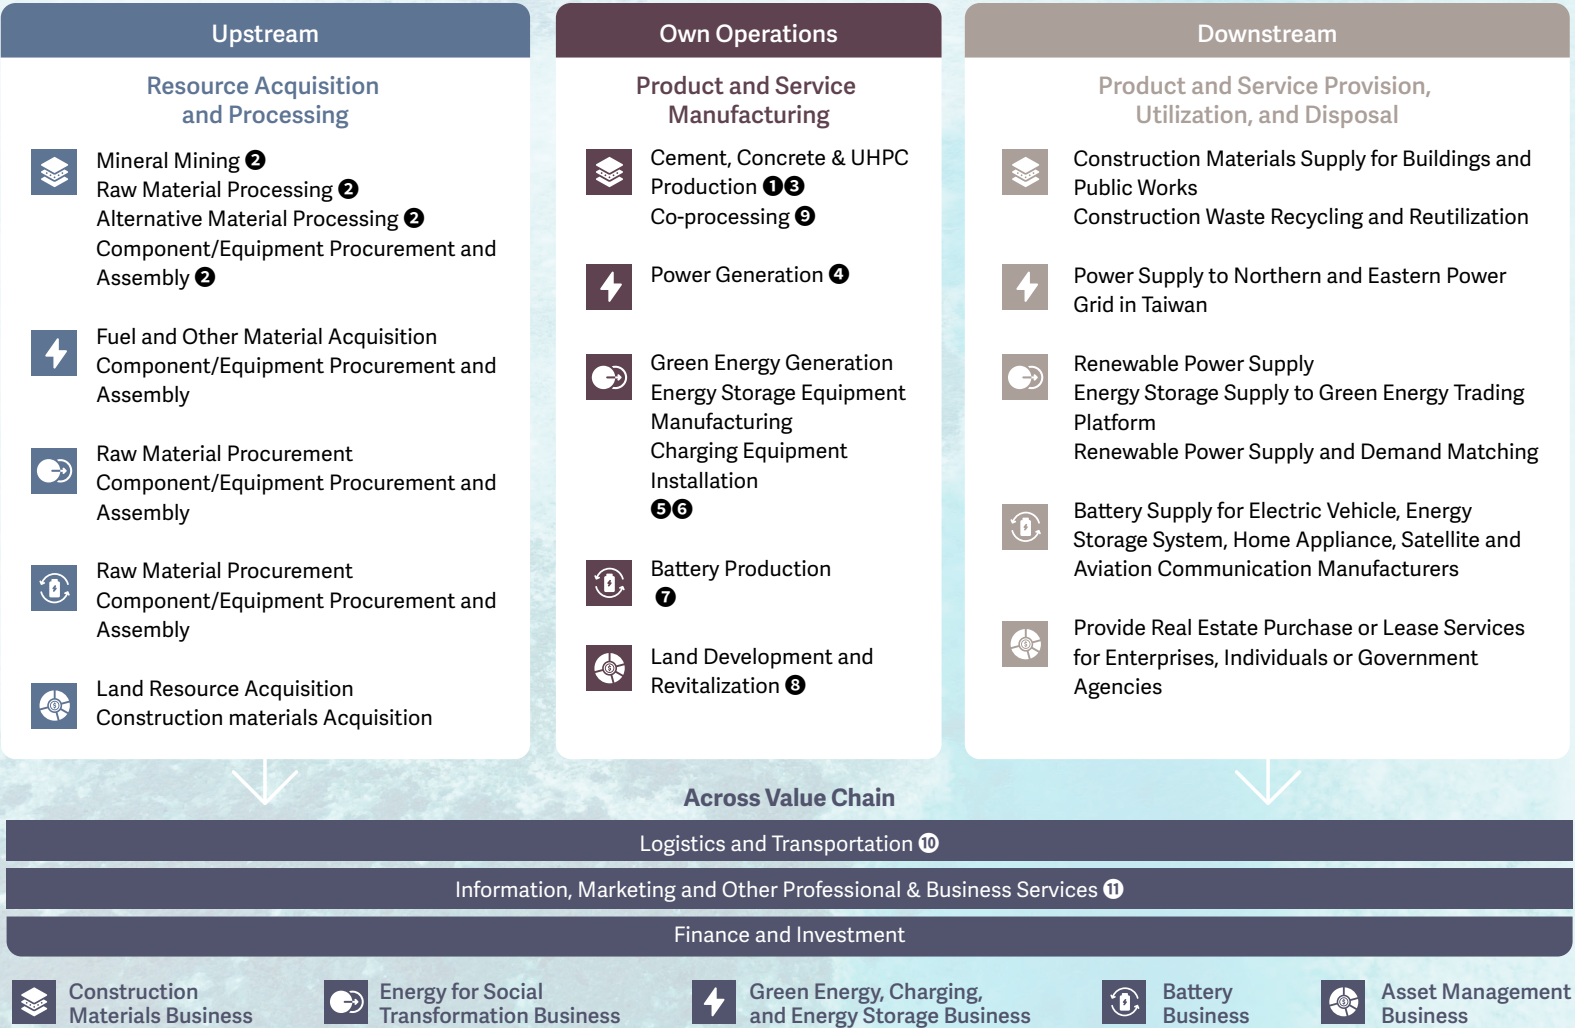 Upstream
Resource Acquisition
and Processing
Mineral Mining ❷
Raw Material Processing ❷
Alternative Material Processing ❷
Component/Equipment Procurement and
Assembly ❷
Fuel and Other Material Acquisition
Component/Equipment Procurement and
Assembly
Raw Material Procurement
Component/Equipment Procurement and
Assembly
Raw Material Procurement
Component/Equipment Procurement and
Assembly
Land Resource Acquisition
Construction materials Acquisition
Own Operations
Product and Service
Manufacturing
Cement, Concrete & UHPC
Production ❶❸
Co-processing ❾
Power Generation ❹
Green Energy Generation
Energy Storage Equipment
Manufacturing
Charging Equipment
Installation
❺❻
Battery Production
❼
Land Development and
Revitalization ❽
Downstream
Product and Service Provision,
Utilization, and Disposal
Construction Materials Supply for Buildings and
Public Works
Construction Waste Recycling and Reutilization
Power Supply to Northern and Eastern Power
Grid in Taiwan
Renewable Power Supply
Energy Storage Supply to Green Energy Trading
Platform
Renewable Power Supply and Demand Matching
Battery Supply for Electric Vehicle, Energy
Storage System, Home Appliance, Satellite and
Aviation Communication Manufacturers
Provide Real Estate Purchase or Lease Services
for Enterprises, Individuals or Government
Agencies
Across Value Chain
Logistics and Transportation ❿
Information, Marketing and Other Professional & Business Services ⓫
Finance and Investment
Construction
Materials Business
Energy for Social
Transformation Business
Green Energy, Charging,
and Energy Storage Business
Battery
Business
Asset Management
Business